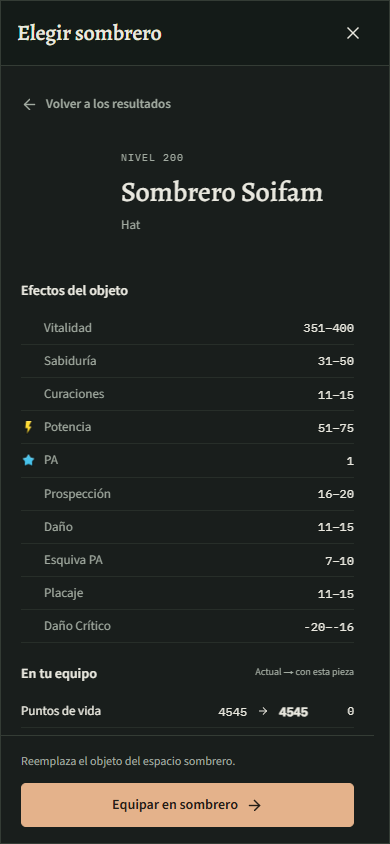 Elegir sombrero
Volver a los resultados
NIVEL 200
Sombrero Soifam
Hat
Efectos del objeto
Vitalidad 351–400
Sabiduría 31–50
Curaciones 11–15
Potencia 51–75
PA 1
Prospección 16–20
Daño 11–15
Esquiva PA 7–10
Placaje 11–15
Daño Crítico -20–-16
En tu equipo Actual → con esta pieza
Puntos de vida 4545 → 4545 0
Reemplaza el objeto del espacio sombrero.
Equipar en sombrero →